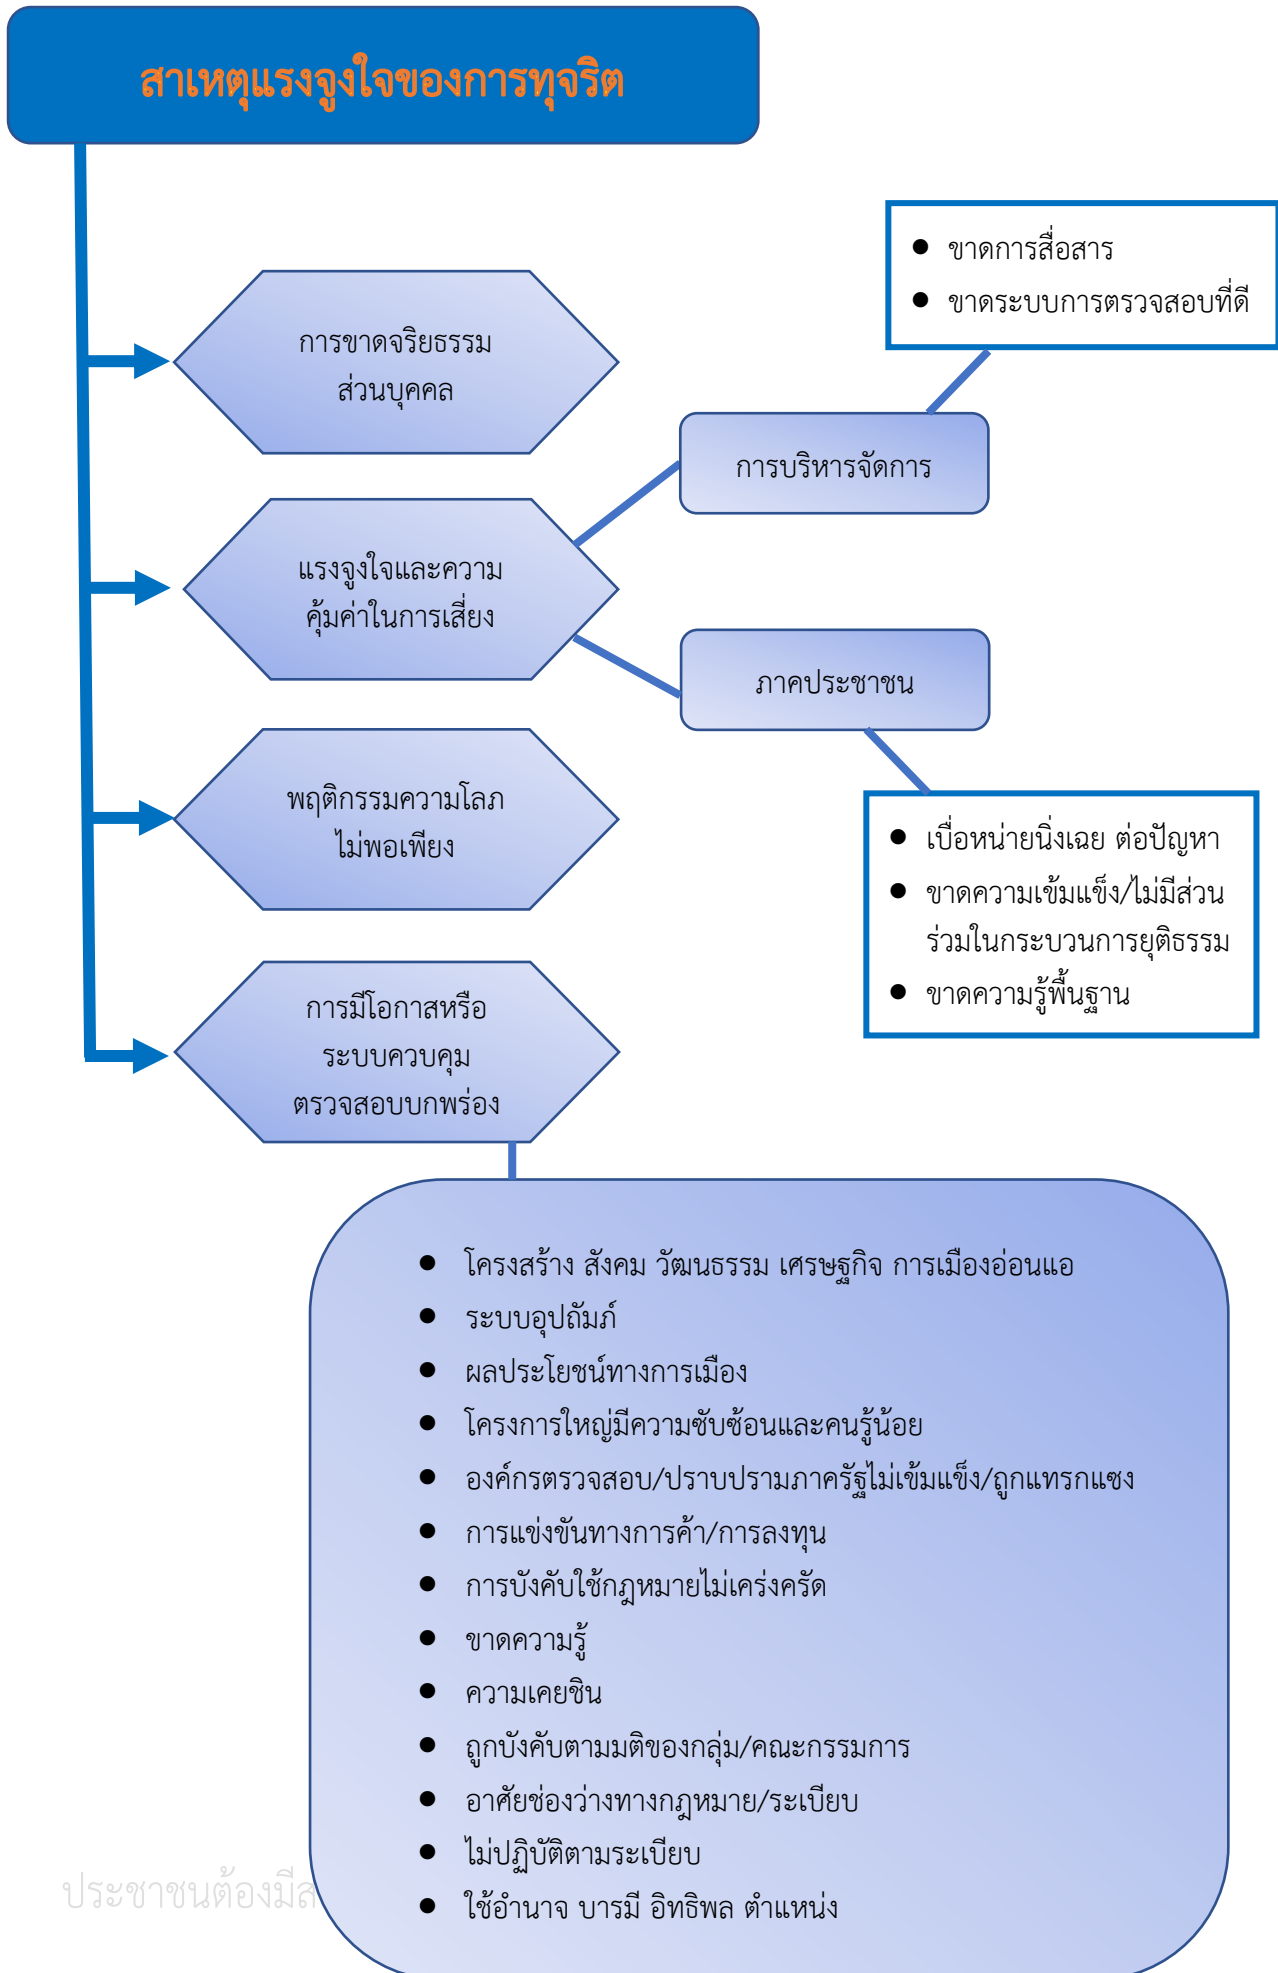 สาเหตุแรงจูงใจของการทุจริต
● ขาดการสื่อสาร
● ขาดระบบการตรวจสอบที่ดี
การขาดจริยธรรม
ส่วนบุคคล
การบริหารจัดการ
แรงจูงใจและความ
คุ้มค่าในการเสี่ยง
ภาคประชาชน
พฤติกรรมความโลภ
ไม่พอเพียง
● เบื่อหน่ายนิ่งเฉย ต่อปัญหา
● ขาดความเข้มแข็ง/ไม่มีส่วน
ร่วมในกระบวนการยุติธรรม
● ขาดความรู้พื้นฐาน
การมีโอกาสหรือ
ระบบควบคุม
ตรวจสอบบกพร่อง
● โครงสร้าง สังคม วัฒนธรรม เศรษฐกิจ การเมืองอ่อนแอ
● ระบบอุปถัมภ์
● ผลประโยชน์ทางการเมือง
● โครงการใหญ่มีความซับซ้อนและคนรู้น้อย
● องค์กรตรวจสอบ/ปราบปรามภาครัฐไม่เข้มแข็ง/ถูกแทรกแซง
● การแข่งขันทางการค้า/การลงทุน
● การบังคับใช้กฎหมายไม่เคร่งครัด
● ขาดความรู้
● ความเคยชิน
● ถูกบังคับตามมติของกลุ่ม/คณะกรรมการ
● อาศัยช่องว่างทางกฎหมาย/ระเบียบ
● ไม่ปฏิบัติตามระเบียบ
● ใช้อำนาจ บารมี อิทธิพล ตำแหน่ง
ประชาชนต้องมีส